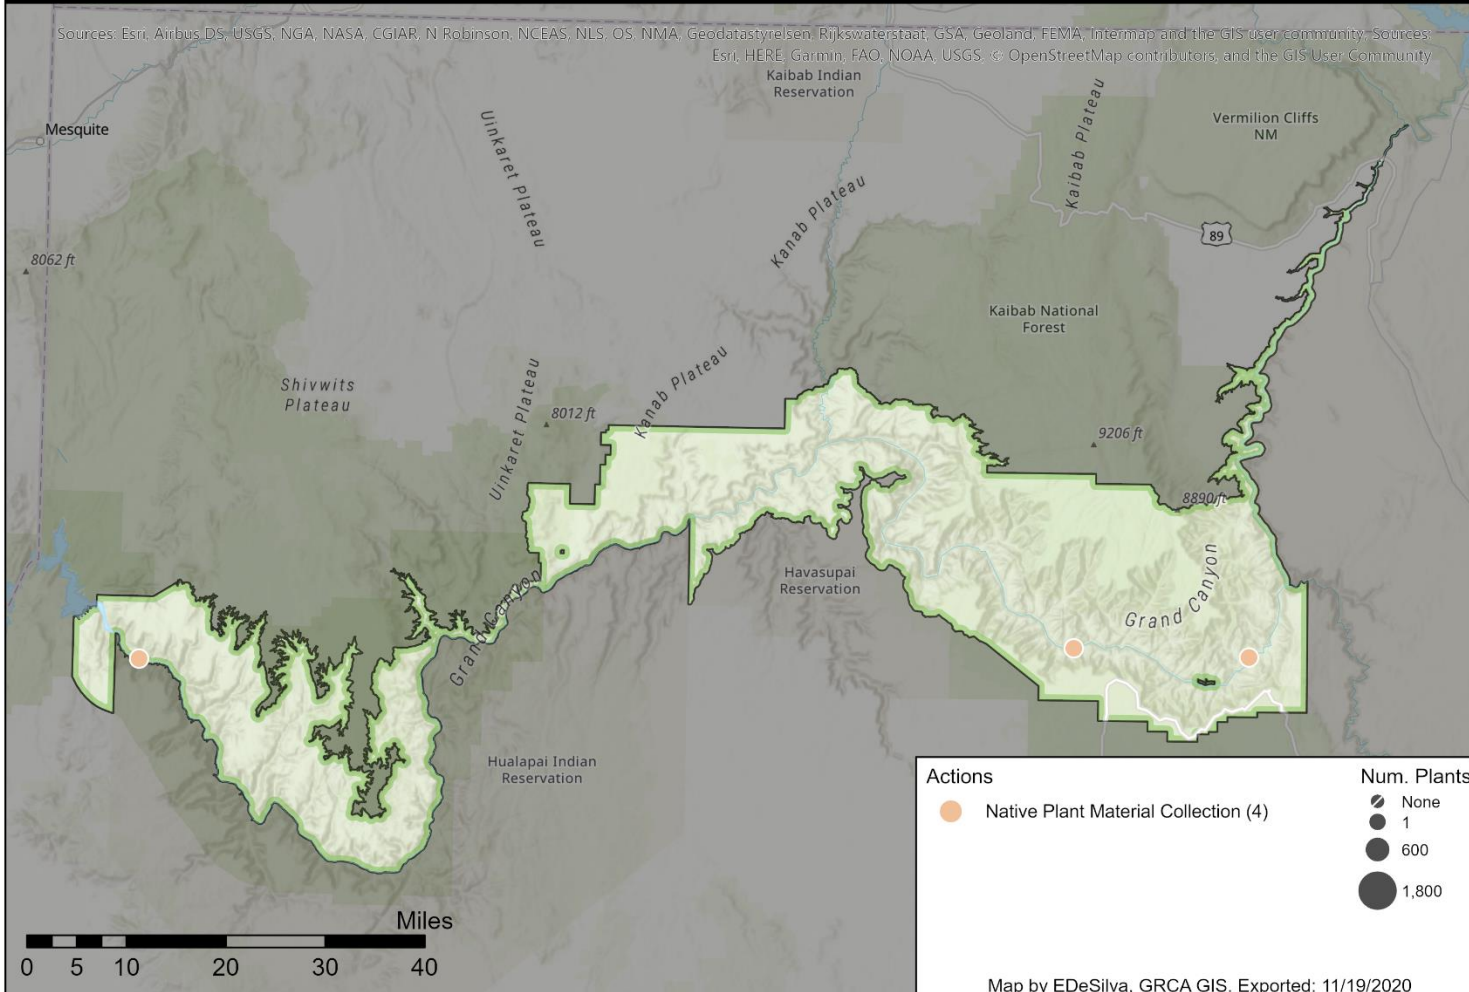 Sources: Esri, Airbus DS, USGS, NGA, NASA, CGIAR, N Robinson, NCEAS, NLS, OS, NMA, Geodatastyrelsen, Rijkswaterstaat, GSA, Geoland, FEMA, Intermap and the GIS user community, Sources:
Esri, HERE, Garmin, FAO, NOAA, USGS, © OpenStreetMap contributors, and the GIS User Community
Kaibab Indian
Reservation
Mesquite
Uinkaret Plateau
Kaibab Plateau
Vermilion Cliffs
NM
Kanab Plateau
89
8062 ft
Kaibab National
Forest
Shivwits
Plateau
Uinkaret Plateau
Kanab Plateau
8012 ft
9206 ft
8890 ft
Grand Canyon
Havasupai
Reservation
Grand Canyon
Hualapai Indian
Reservation
Actions
Native Plant Material Collection (4)
Num. Plants
None
1
600
1,800
Miles
0 5 10 20 30 40
Map by EDeSilva, GRCA GIS. Exported: 11/19/2020